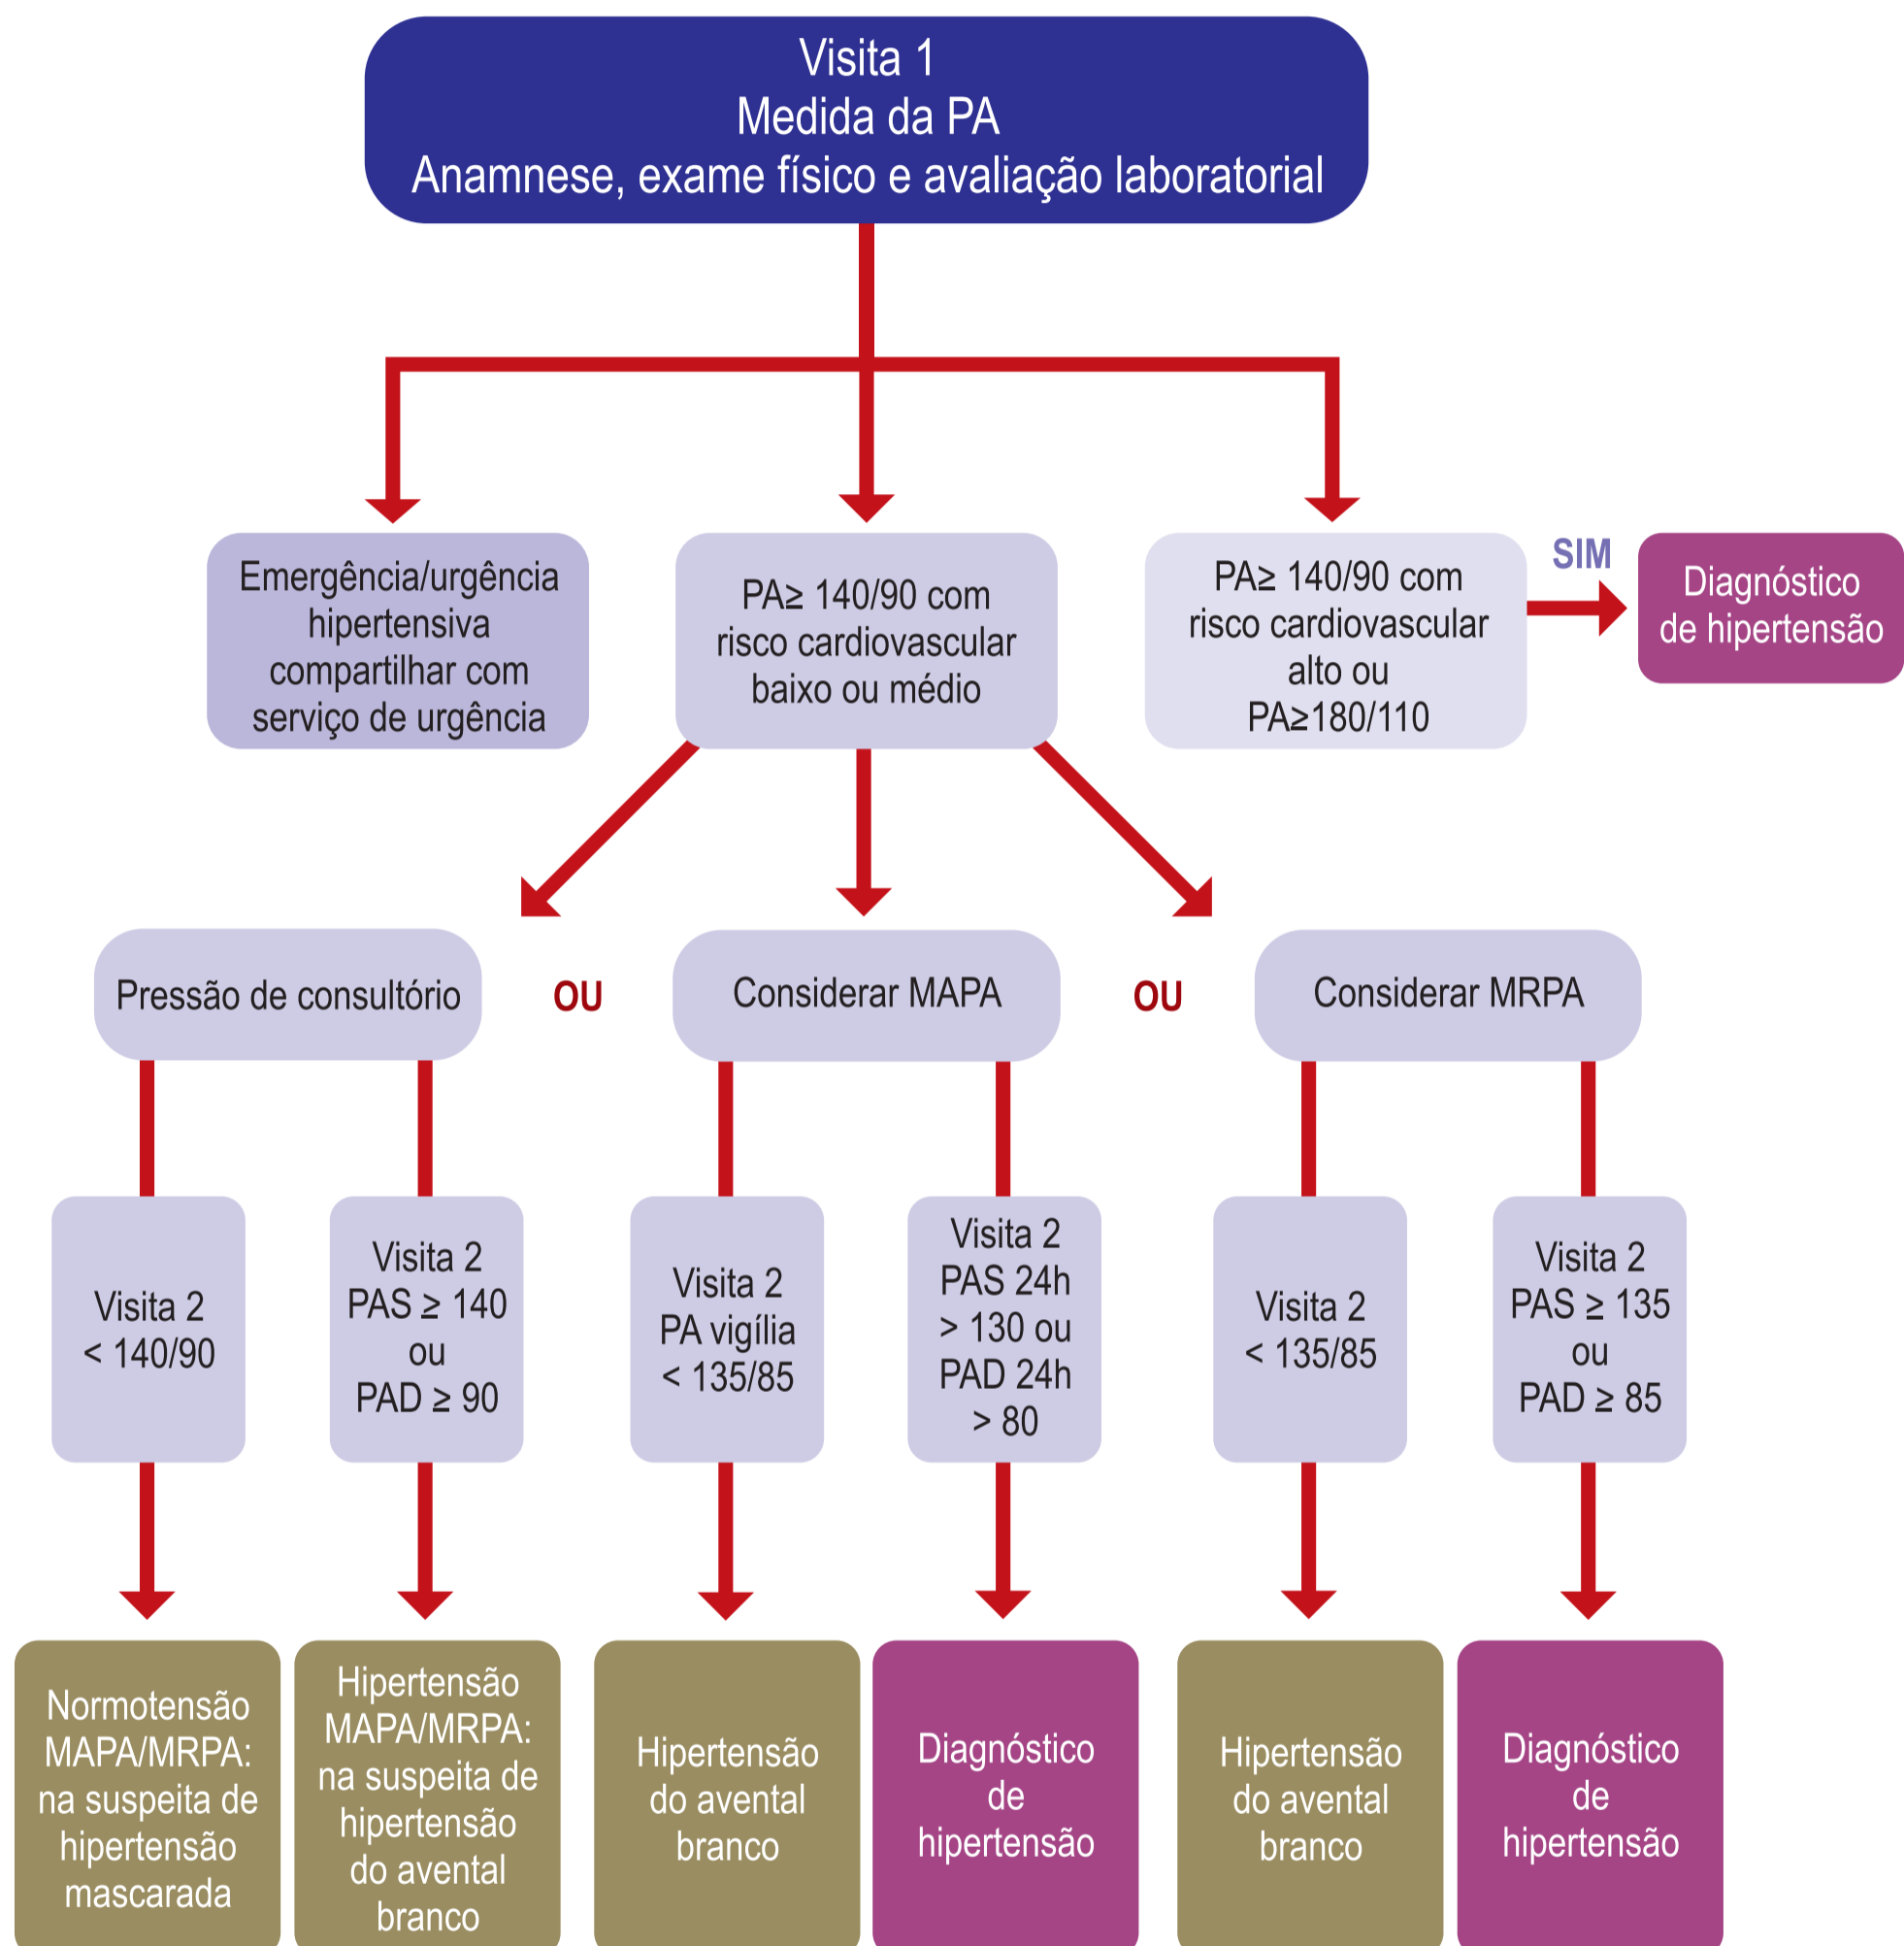 Visita 1
Medida da PA
Anamnese, exame físico e avaliação laboratorial
Emergência/urgência
hipertensiva
compartilhar com
serviço de urgência
PA≥ 140/90 com
risco cardiovascular
baixo ou médio
PA≥ 140/90 com
risco cardiovascular
alto ou
PA≥180/110
SIM
Diagnóstico
de hipertensão
Pressão de consultório
OU
Considerar MAPA
OU
Considerar MRPA
Visita 2
< 140/90
Visita 2
PAS ≥ 140
ou
PAD ≥ 90
Visita 2
PA vigília
< 135/85
Visita 2
PAS 24h
> 130 ou
PAD 24h
> 80
Visita 2
< 135/85
Visita 2
PAS ≥ 135
ou
PAD ≥ 85
Normotensão
MAPA/MRPA:
na suspeita de
hipertensão
mascarada
Hipertensão
MAPA/MRPA:
na suspeita de
hipertensão
do avental
branco
Hipertensão
do avental
branco
Diagnóstico
de
hipertensão
Hipertensão
do avental
branco
Diagnóstico
de
hipertensão